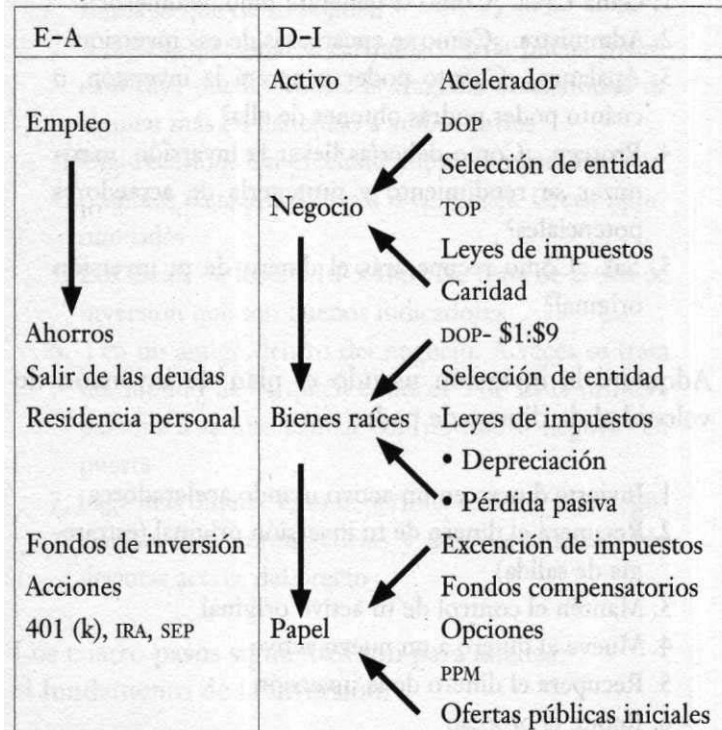 E–A D–I
Activo Acelerador
Empleo DOP
Selección de entidad
Negocio TOP
Leyes de impuestos
Caridad
Ahorros DOP– $1:$9
Salir de las deudas Selección de entidad
Residencia personal Bienes raíces Leyes de impuestos
• Depreciación
• Pérdida pasiva
Fondos de inversión Excención de impuestos
Acciones Fondos compensatorios
401 (k), IRA, SEP Papel Opciones
PPM
Ofertas públicas iniciales